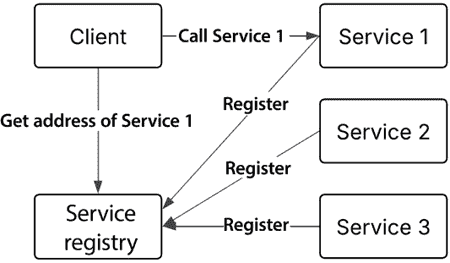 Client
Call Service 1
Service 1
Register
Get address of Service 1
Service 2
Register
Service
registry
Register
Service 3